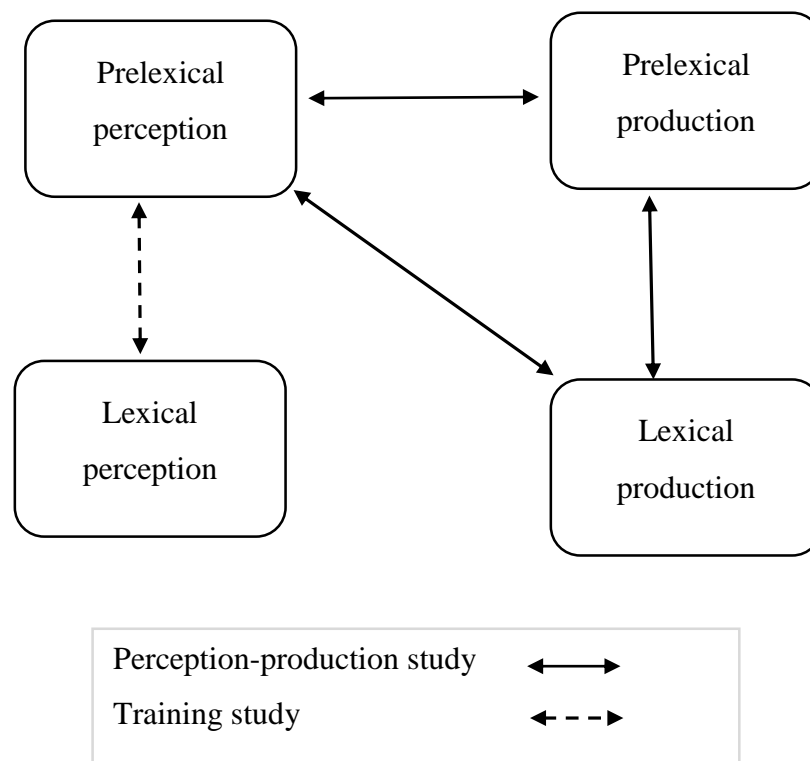 Prelexical
perception
Prelexical
production
Lexical
perception
Lexical
production
Perception-production study
Training study